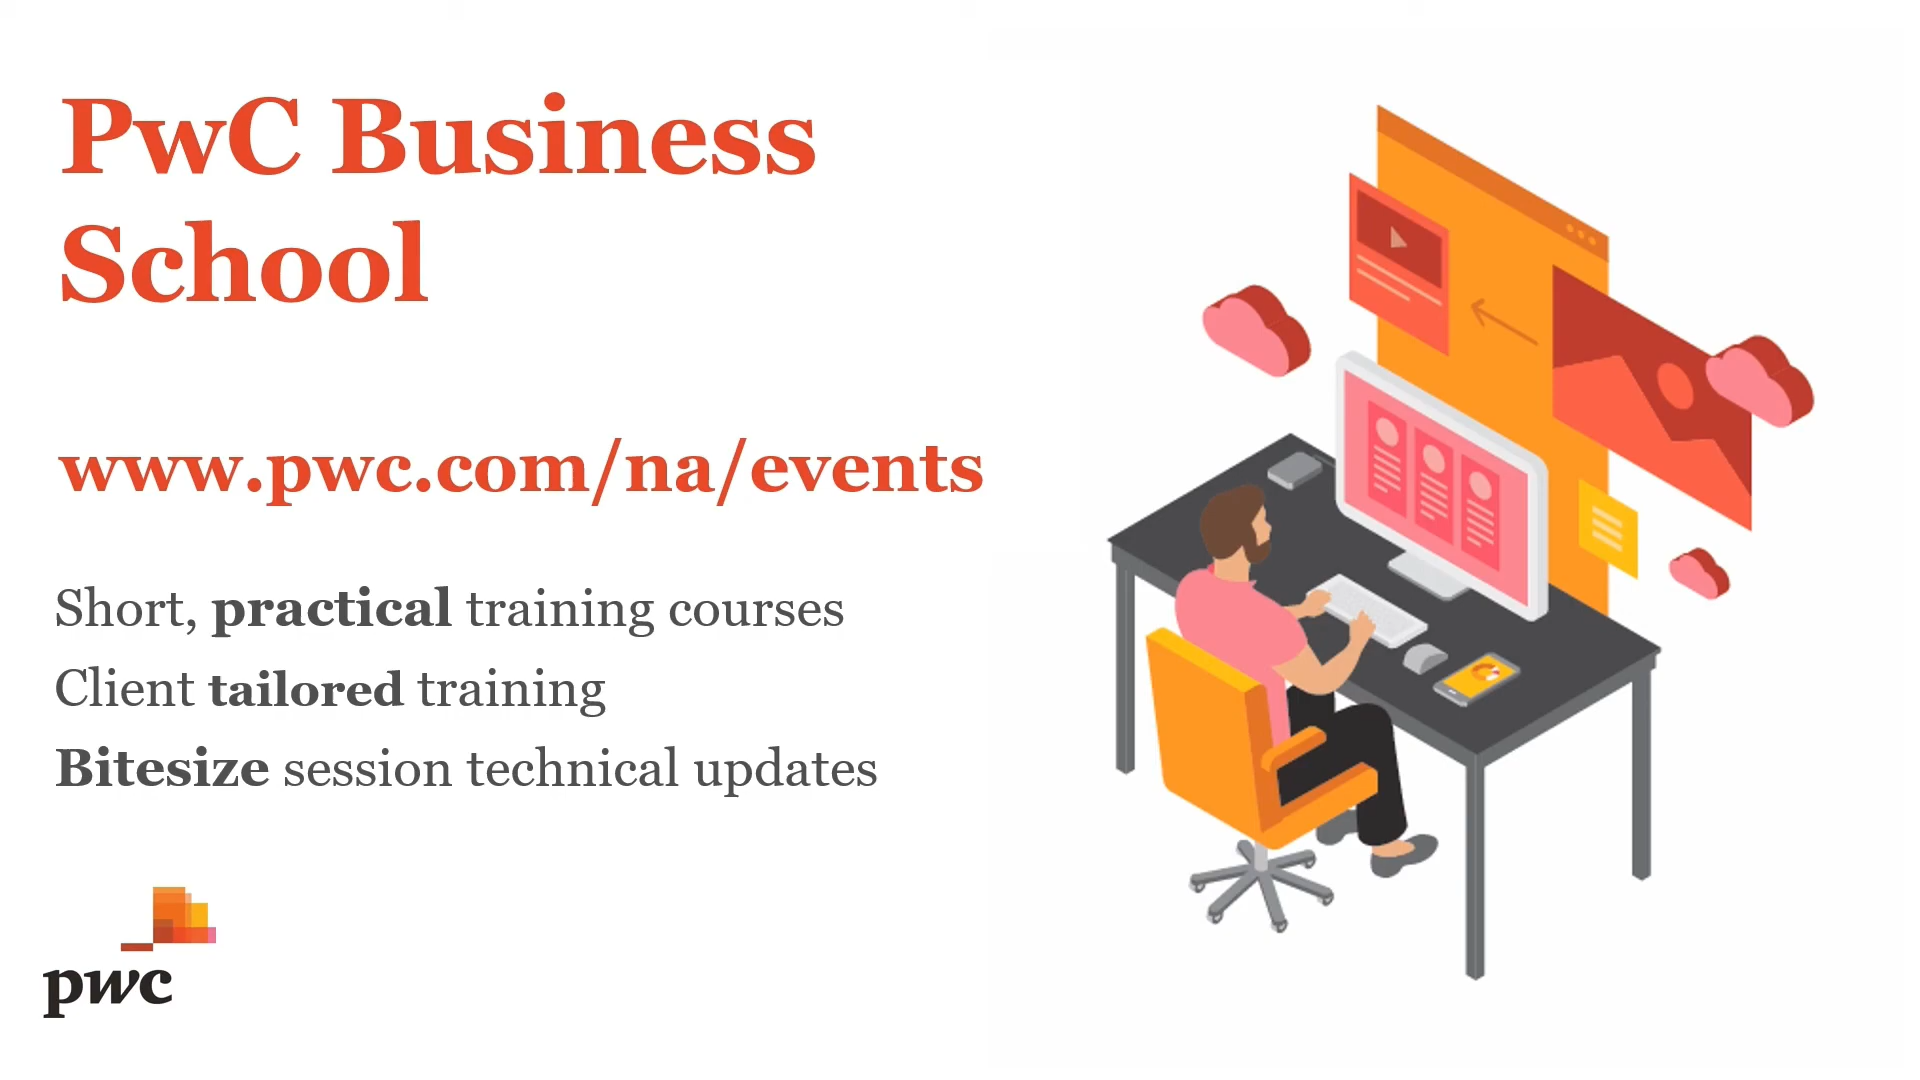 PwC Business
School
www.pwc.com/na/events
Short, practical training courses
Client tailored training
Bitesize session technical updates
pwc